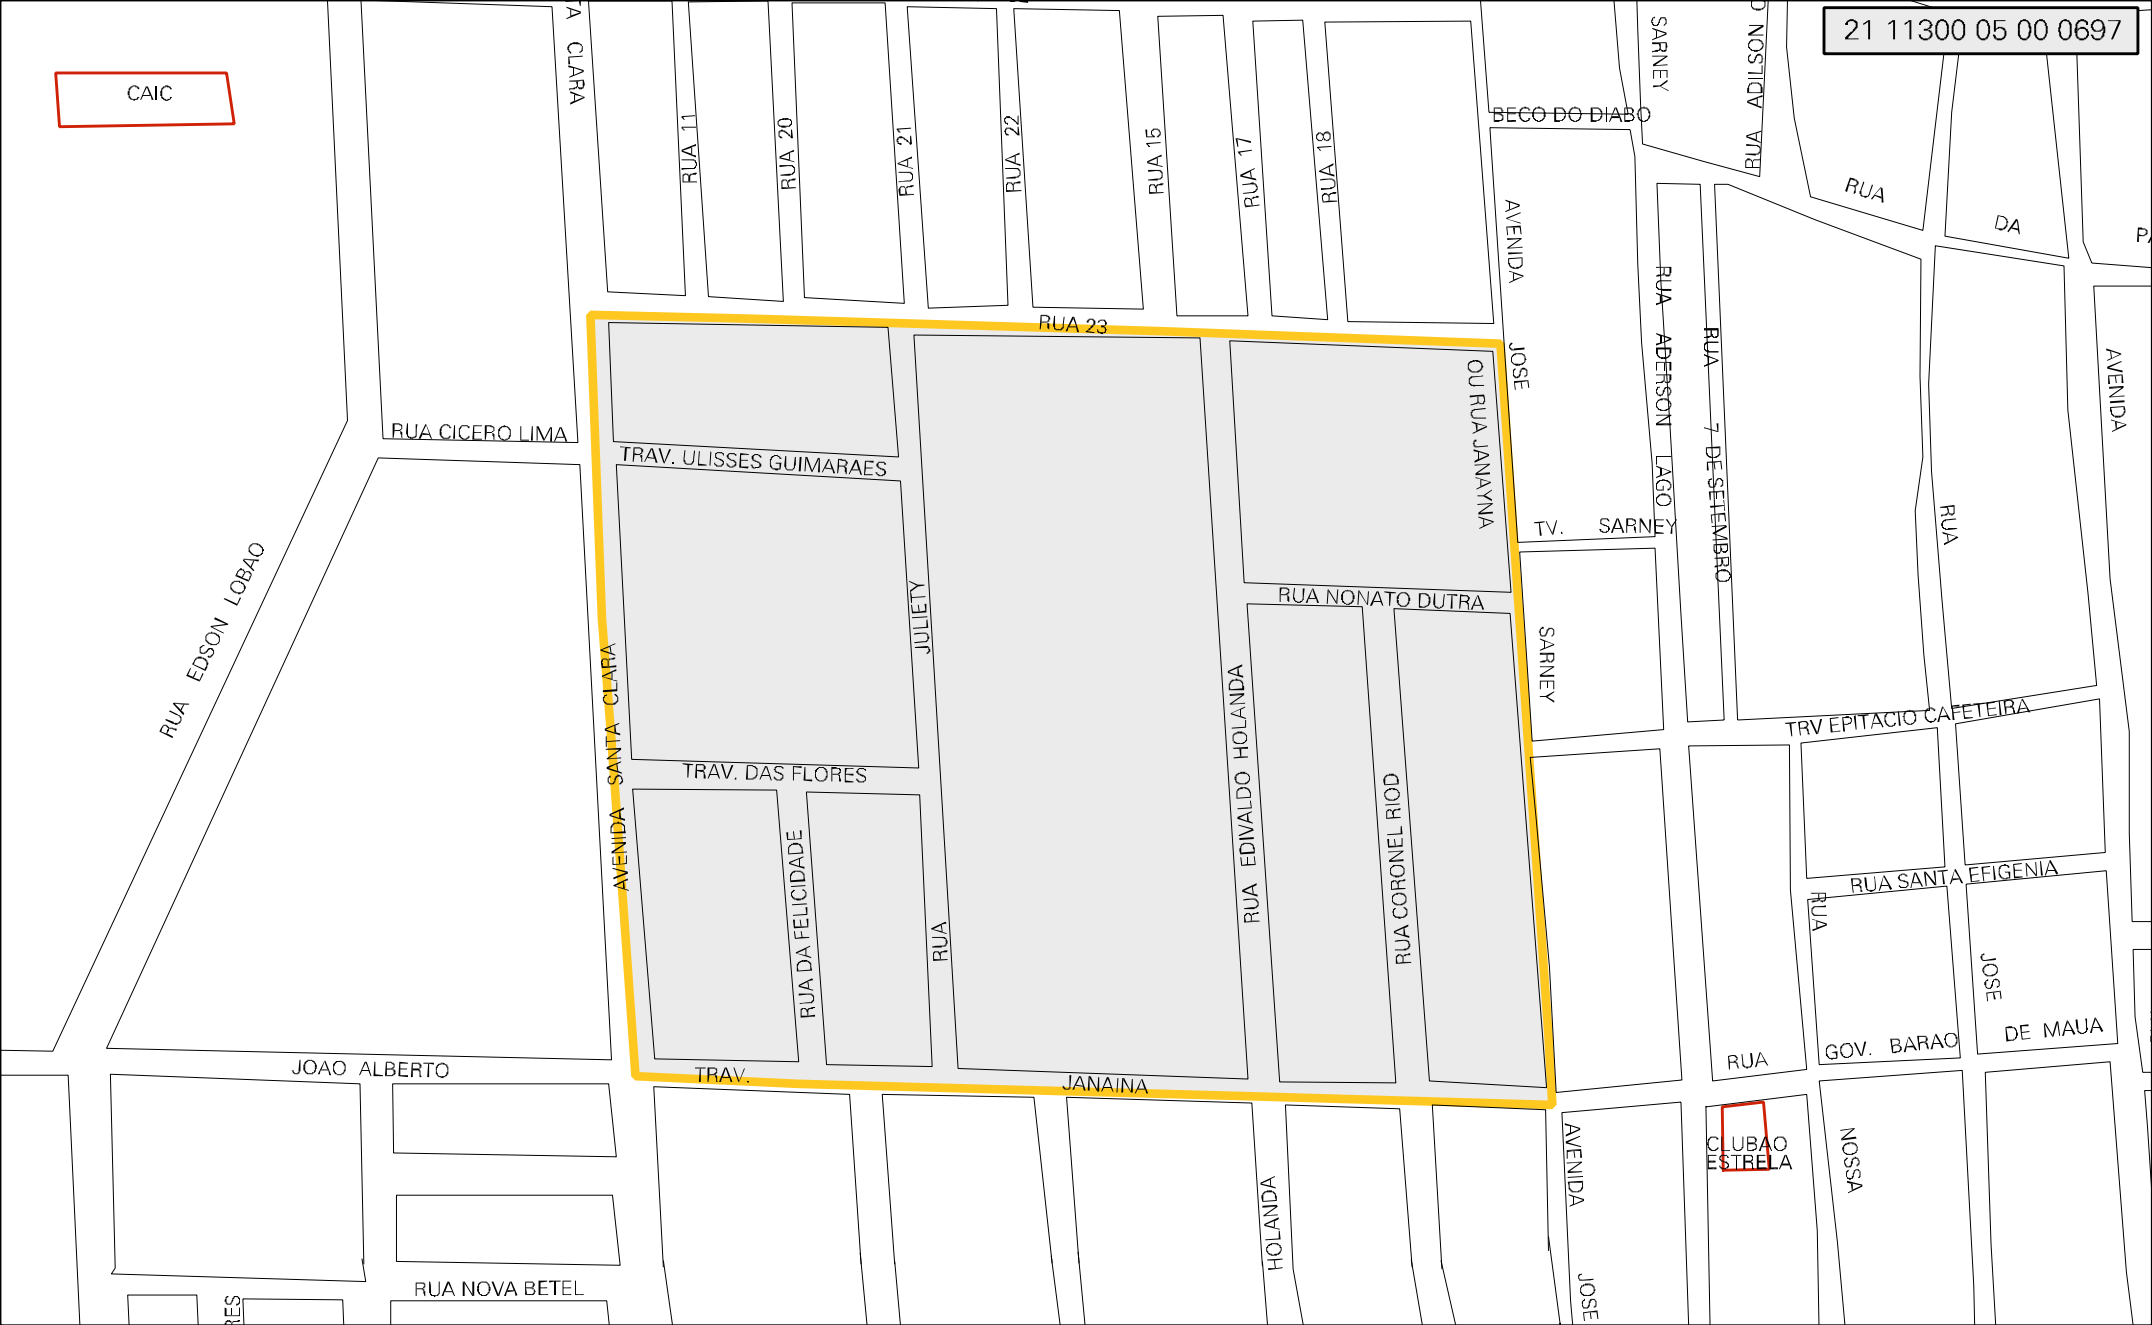 21 11300 05 00 0697
CAIC
CLARA
RUA 11
RUA 20
RUA 21
RUA 22
RUA 15
RUA 17
RUA 18
BECO DO DIABO
SARNEY
RUA ADILSON
RUA
DA
AVENIDA
JOSE
SARNEY
OU RUA JANAYNA
RUA 23
RUA CICERO LIMA
TRAV. ULISSES GUIMARAES
RUA ADERSON LAGO
RUA 7 DE SETEMBRO
AVENIDA
RUA
TV. SARNEY
RUA EDSON LOBAO
RUA JULIETY
RUA NONATO DUTRA
AVENIDA SANTA CLARA
RUA EDIVALDO HOLANDA
RUA CORONEL RIOD
TRAV. DAS FLORES
RUA DA FELICIDADE
TRV EPITACIO CAFETEIRA
RUA SANTA EFIGENIA
RUA
JOSE
RUA GOV. BARAO DE MAUA
JOAO ALBERTO
TRAV. JANAINA
CLUBAO
ESTRELA
AVENIDA
JOSE
NOSSA
HOLANDA
RUA NOVA BETEL